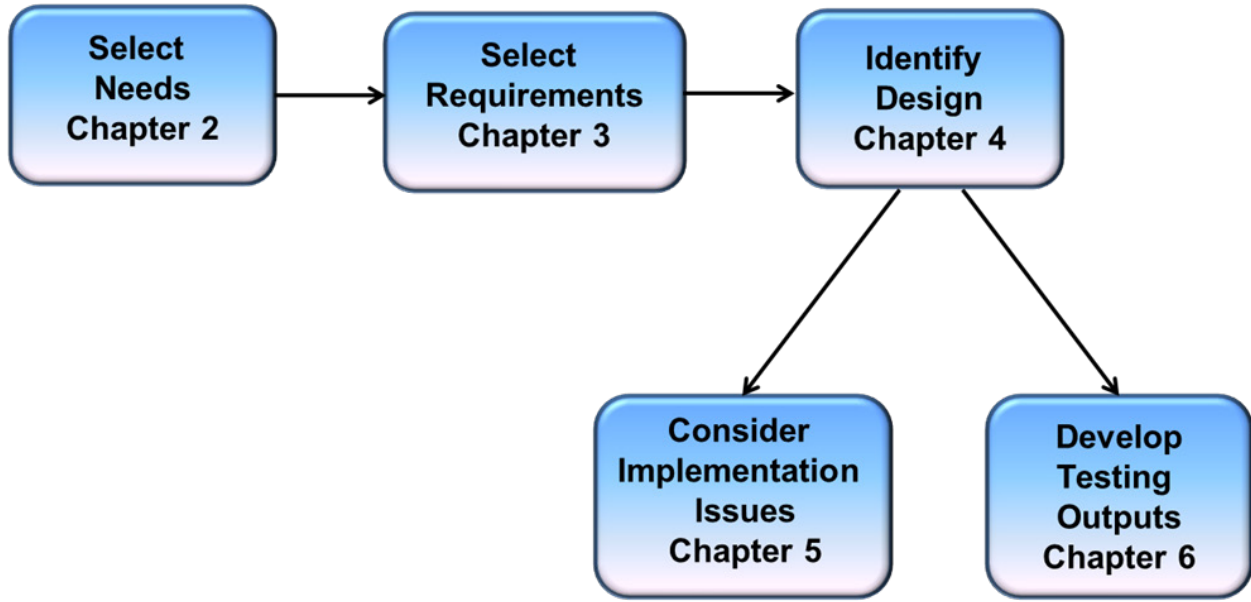 Select
Needs
Chapter 2
Select
Requirements
Chapter 3
Identify
Design
Chapter 4
Consider
Implementation
Issues
Chapter 5
Develop
Testing
Outputs
Chapter 6